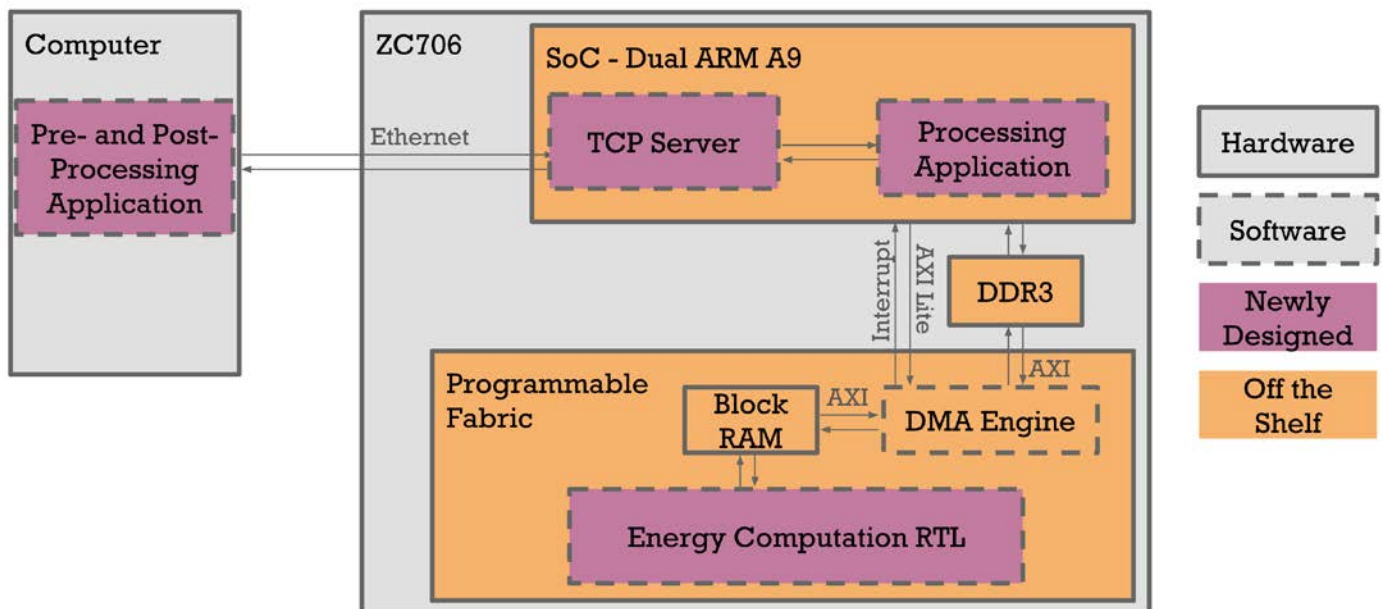 Computer
Pre- and Post-
Processing
Application
Ethernet
ZC706
SoC - Dual ARM A9
TCP Server
Processing
Application
Interrupt
AXI Lite
DDR3
AXI
Programmable
Fabric
Block
RAM
AXI
DMA Engine
Energy Computation RTL
Hardware
Software
Newly
Designed
Off the
Shelf